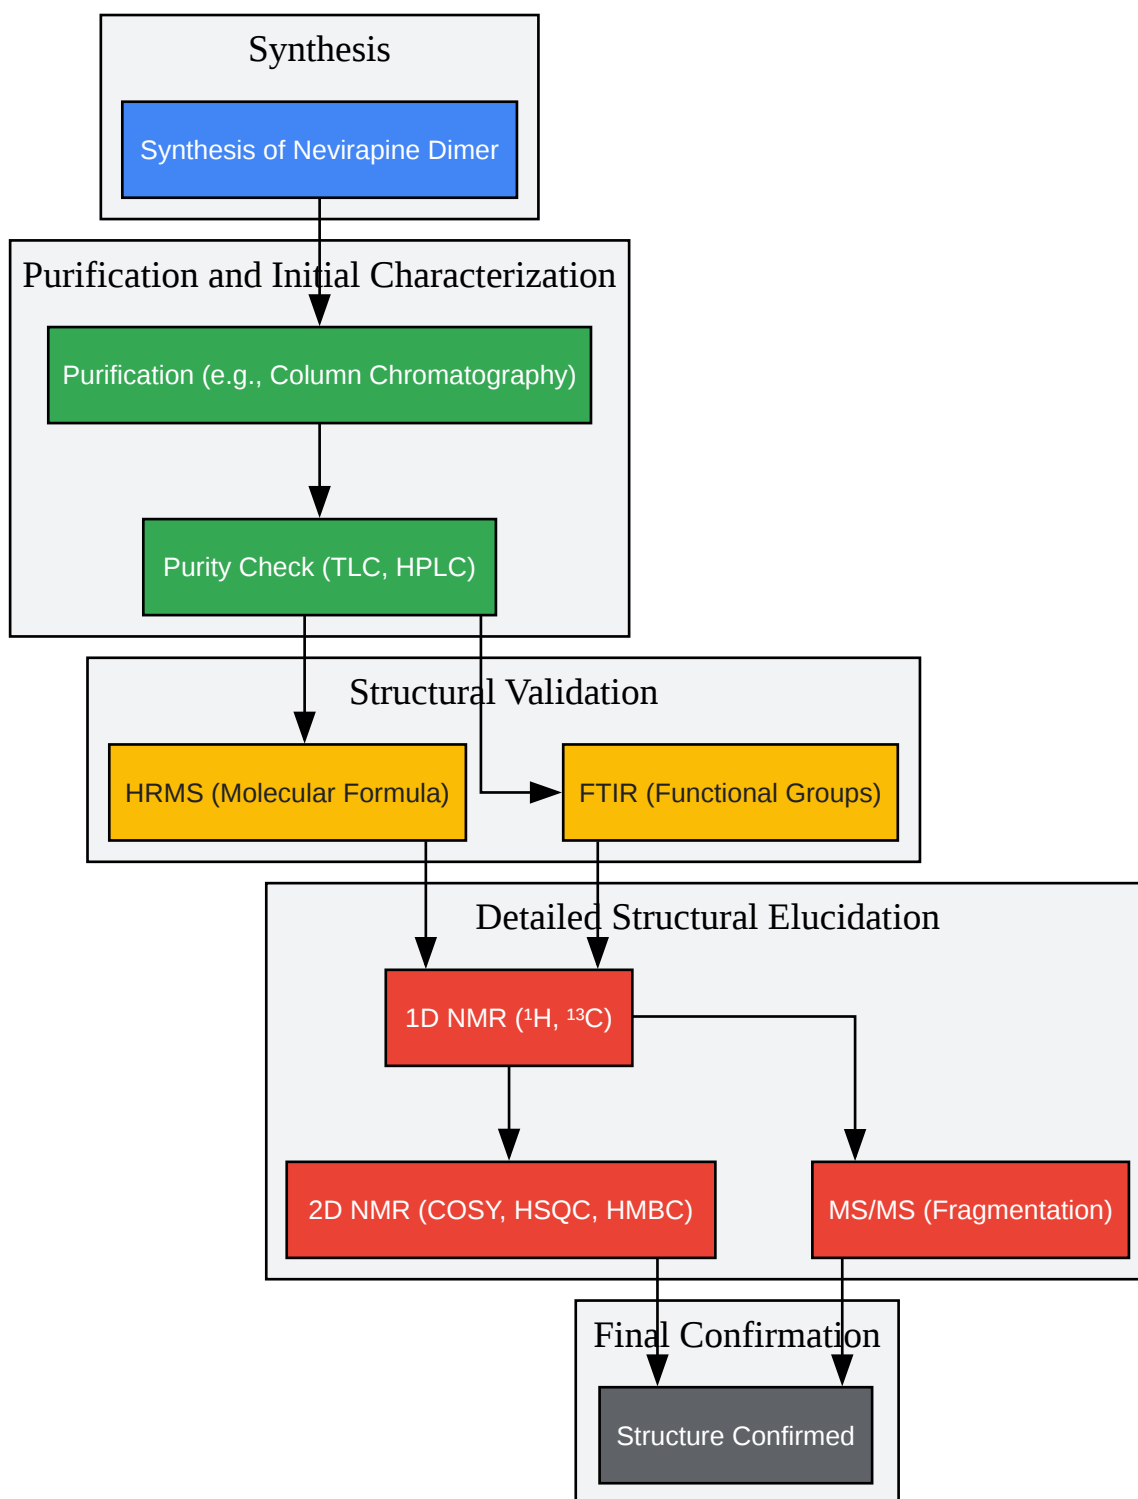 Synthesis
Synthesis of Nevirapine Dimer
Purification and Initial Characterization
Purification (e.g., Column Chromatography)
Purity Check (TLC, HPLC)
Structural Validation
HRMS (Molecular Formula)
FTIR (Functional Groups)
Detailed Structural Elucidation
1D NMR (¹H, ¹³C)
2D NMR (COSY, HSQC, HMBC)
MS/MS (Fragmentation)
Final Confirmation
Structure Confirmed